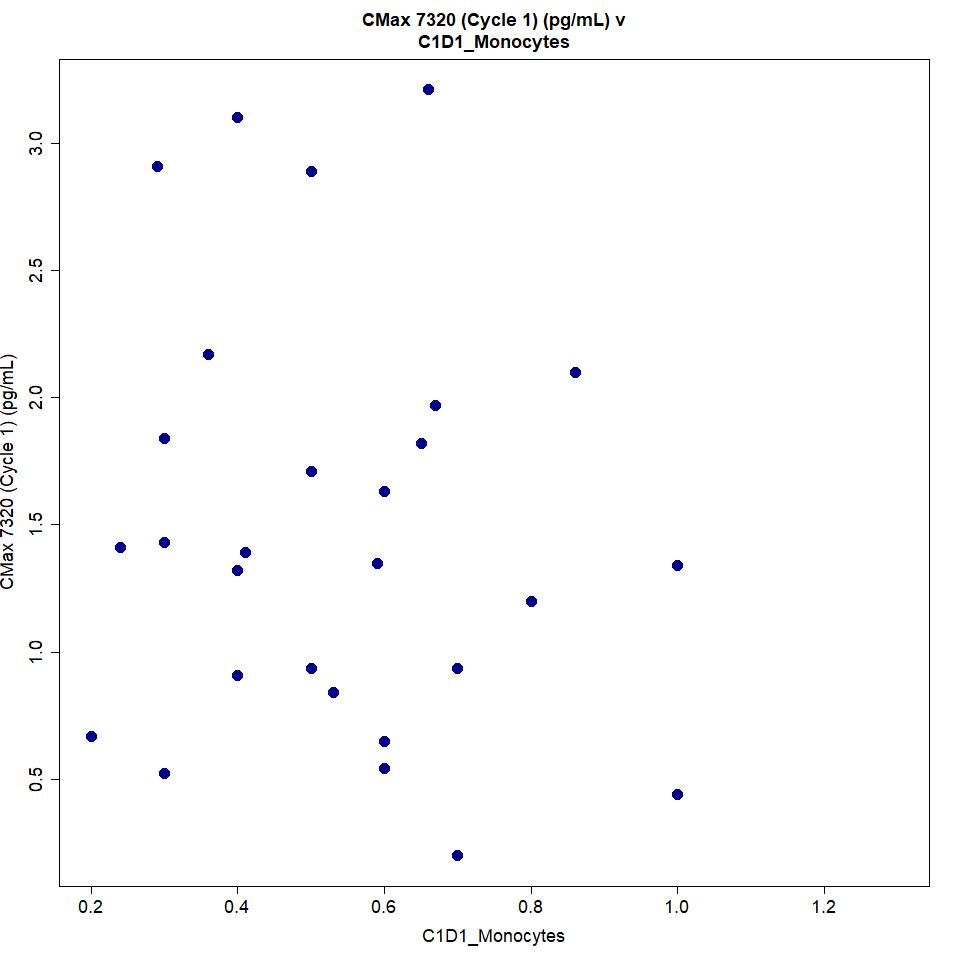 CMax 7320 (Cycle 1) (pg/mL) v
C1D1_Monocytes
CMax 7320 (Cycle 1) (pg/mL)
3.0
2.5
2.0
1.5
1.0
0.5
0.2 0.4 0.6 0.8 1.0 1.2
C1D1_Monocytes